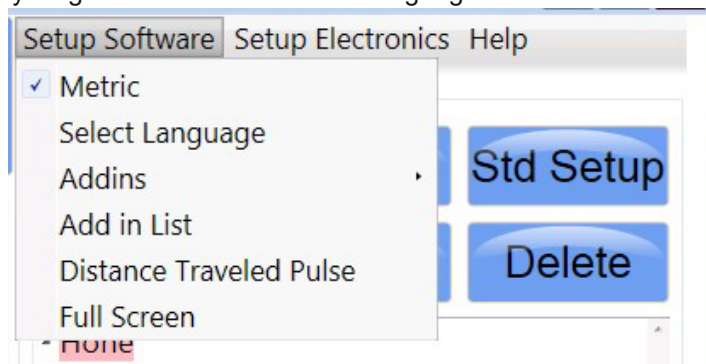 Setup Software Setup Electronics Help
Metric
Select Language
Addins
Add in List
Distance Traveled Pulse
Full Screen
Std Setup
Delete
Hone